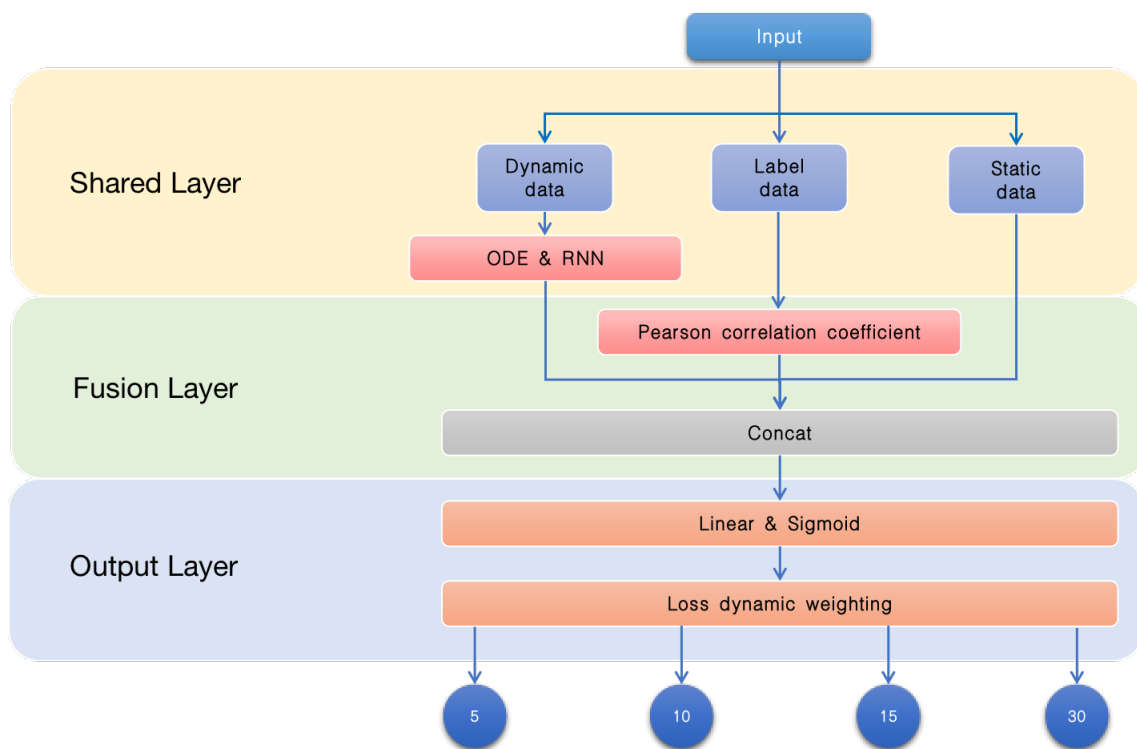 Input
Shared Layer
Dynamic
data
Label
data
Static
data
ODE & RNN
Fusion Layer
Pearson correlation coefficient
Concat
Output Layer
Linear & Sigmoid
Loss dynamic weighting
5
10
15
30